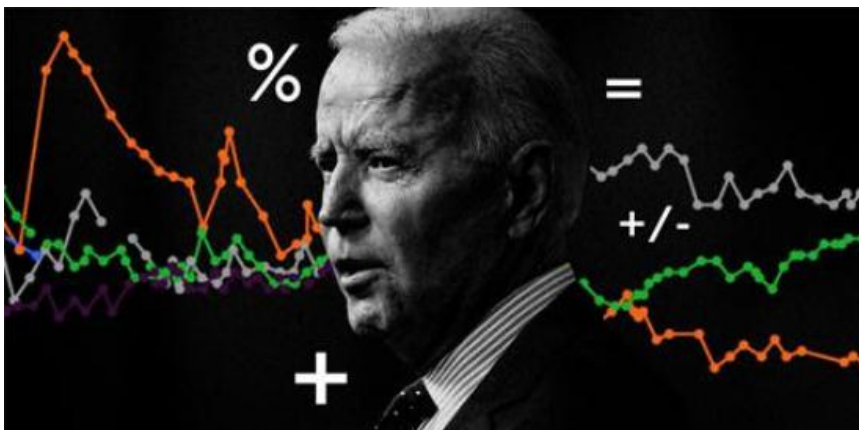 %
=
+/-
+